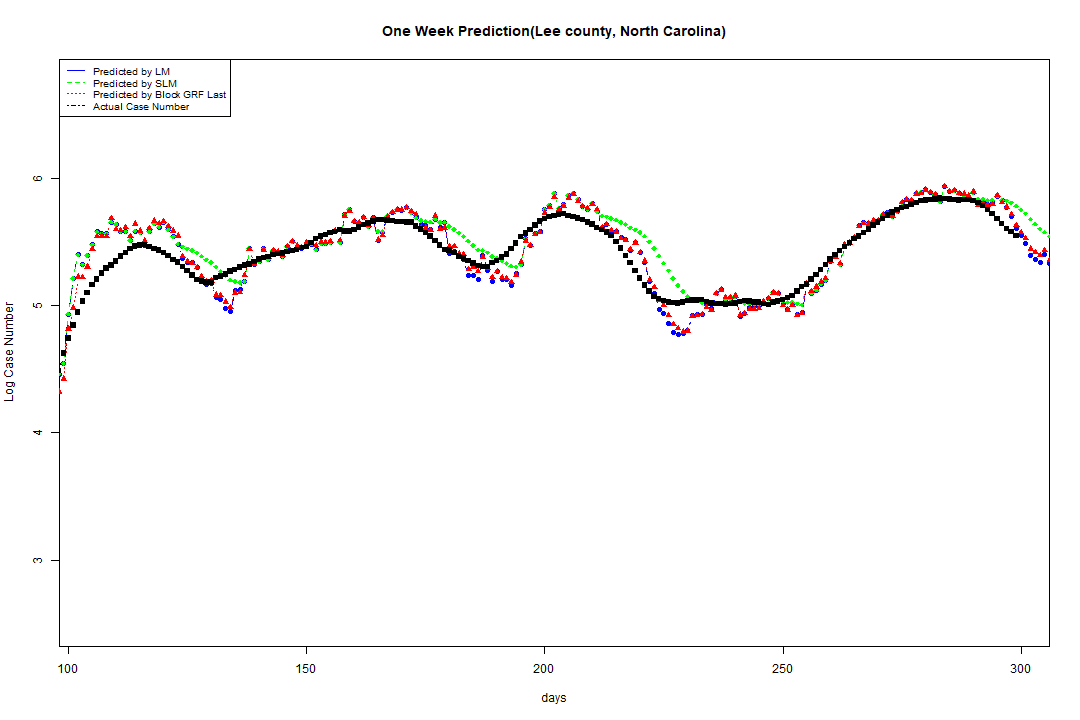 One Week Prediction(Lee county, North Carolina)
Predicted by LM
Predicted by SLM
Predicted by Block GRF Last
Actual Case Number
6
5
4
3
Log Case Number
100 150 200 250 300
days